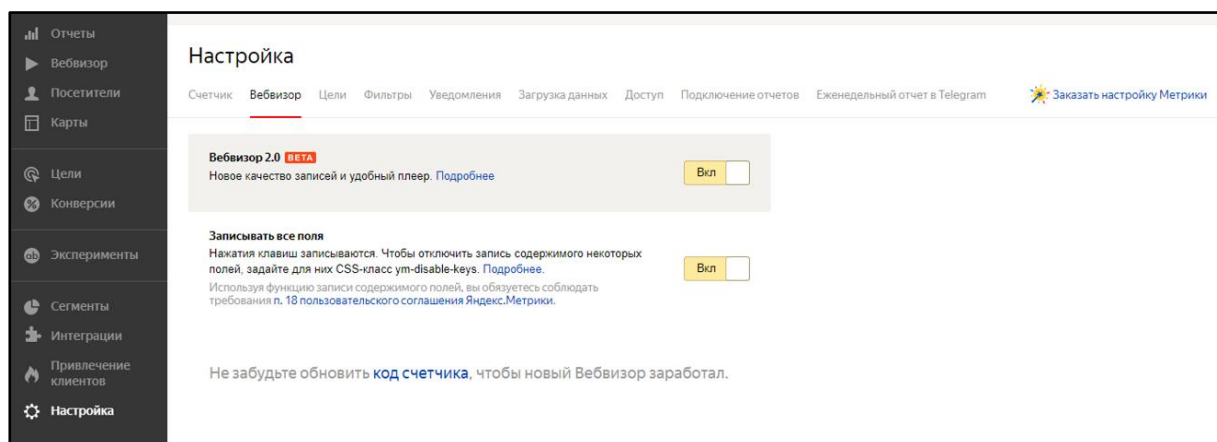 Отчеты
Вебвизор
Посетители
Карты
Цели
Конверсии
Эксперименты
Сегменты
Интеграции
Привлечение
клиентов
Настройка
Настройка
Счетчик Вебвизор Цели Фильтры Уведомления Загрузка данных Доступ Подключение отчетов Еженедельный отчет в Telegram Заказать настройку Метрики
Вебвизор 2.0 BETA
Новое качество записей и удобный плеер. Подробнее
Вкл
Записывать все поля
Нажатия клавиш записываются. Чтобы отключить запись содержимого некоторых
полей, задайте для них CSS-класс ym-disable-keys. Подробнее.
Вкл
Используя функцию записи содержимого полей, вы обязуетесь соблюдать
требования п. 18 пользовательского соглашения Яндекс.Метрики.
Не забудьте обновить код счетчика, чтобы новый Вебвизор заработал.